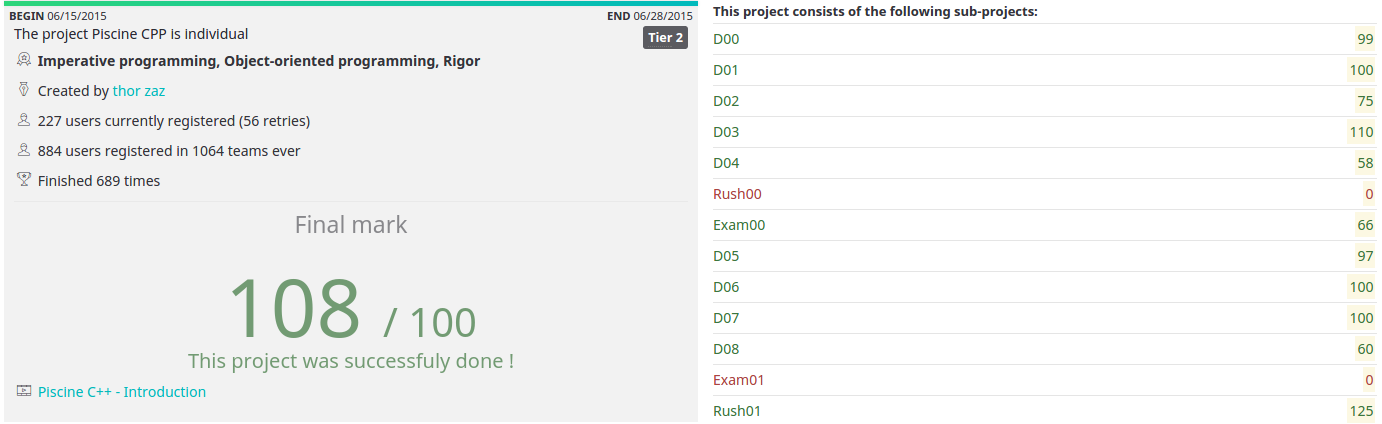 BEGIN 06/15/2015 END 06/28/2015
The project Piscine CPP is individual Tier 2
Imperative programming, Object-oriented programming, Rigor
Created by thor zaz
227 users currently registered (56 retries)
884 users registered in 1064 teams ever
Finished 689 times
Final mark
108 / 100
This project was successfuly done !
Piscine C++ - Introduction
This project consists of the following sub-projects:
D00 99
D01 100
D02 75
D03 110
D04 58
Rush00 0
Exam00 66
D05 97
D06 100
D07 100
D08 60
Exam01 0
Rush01 125